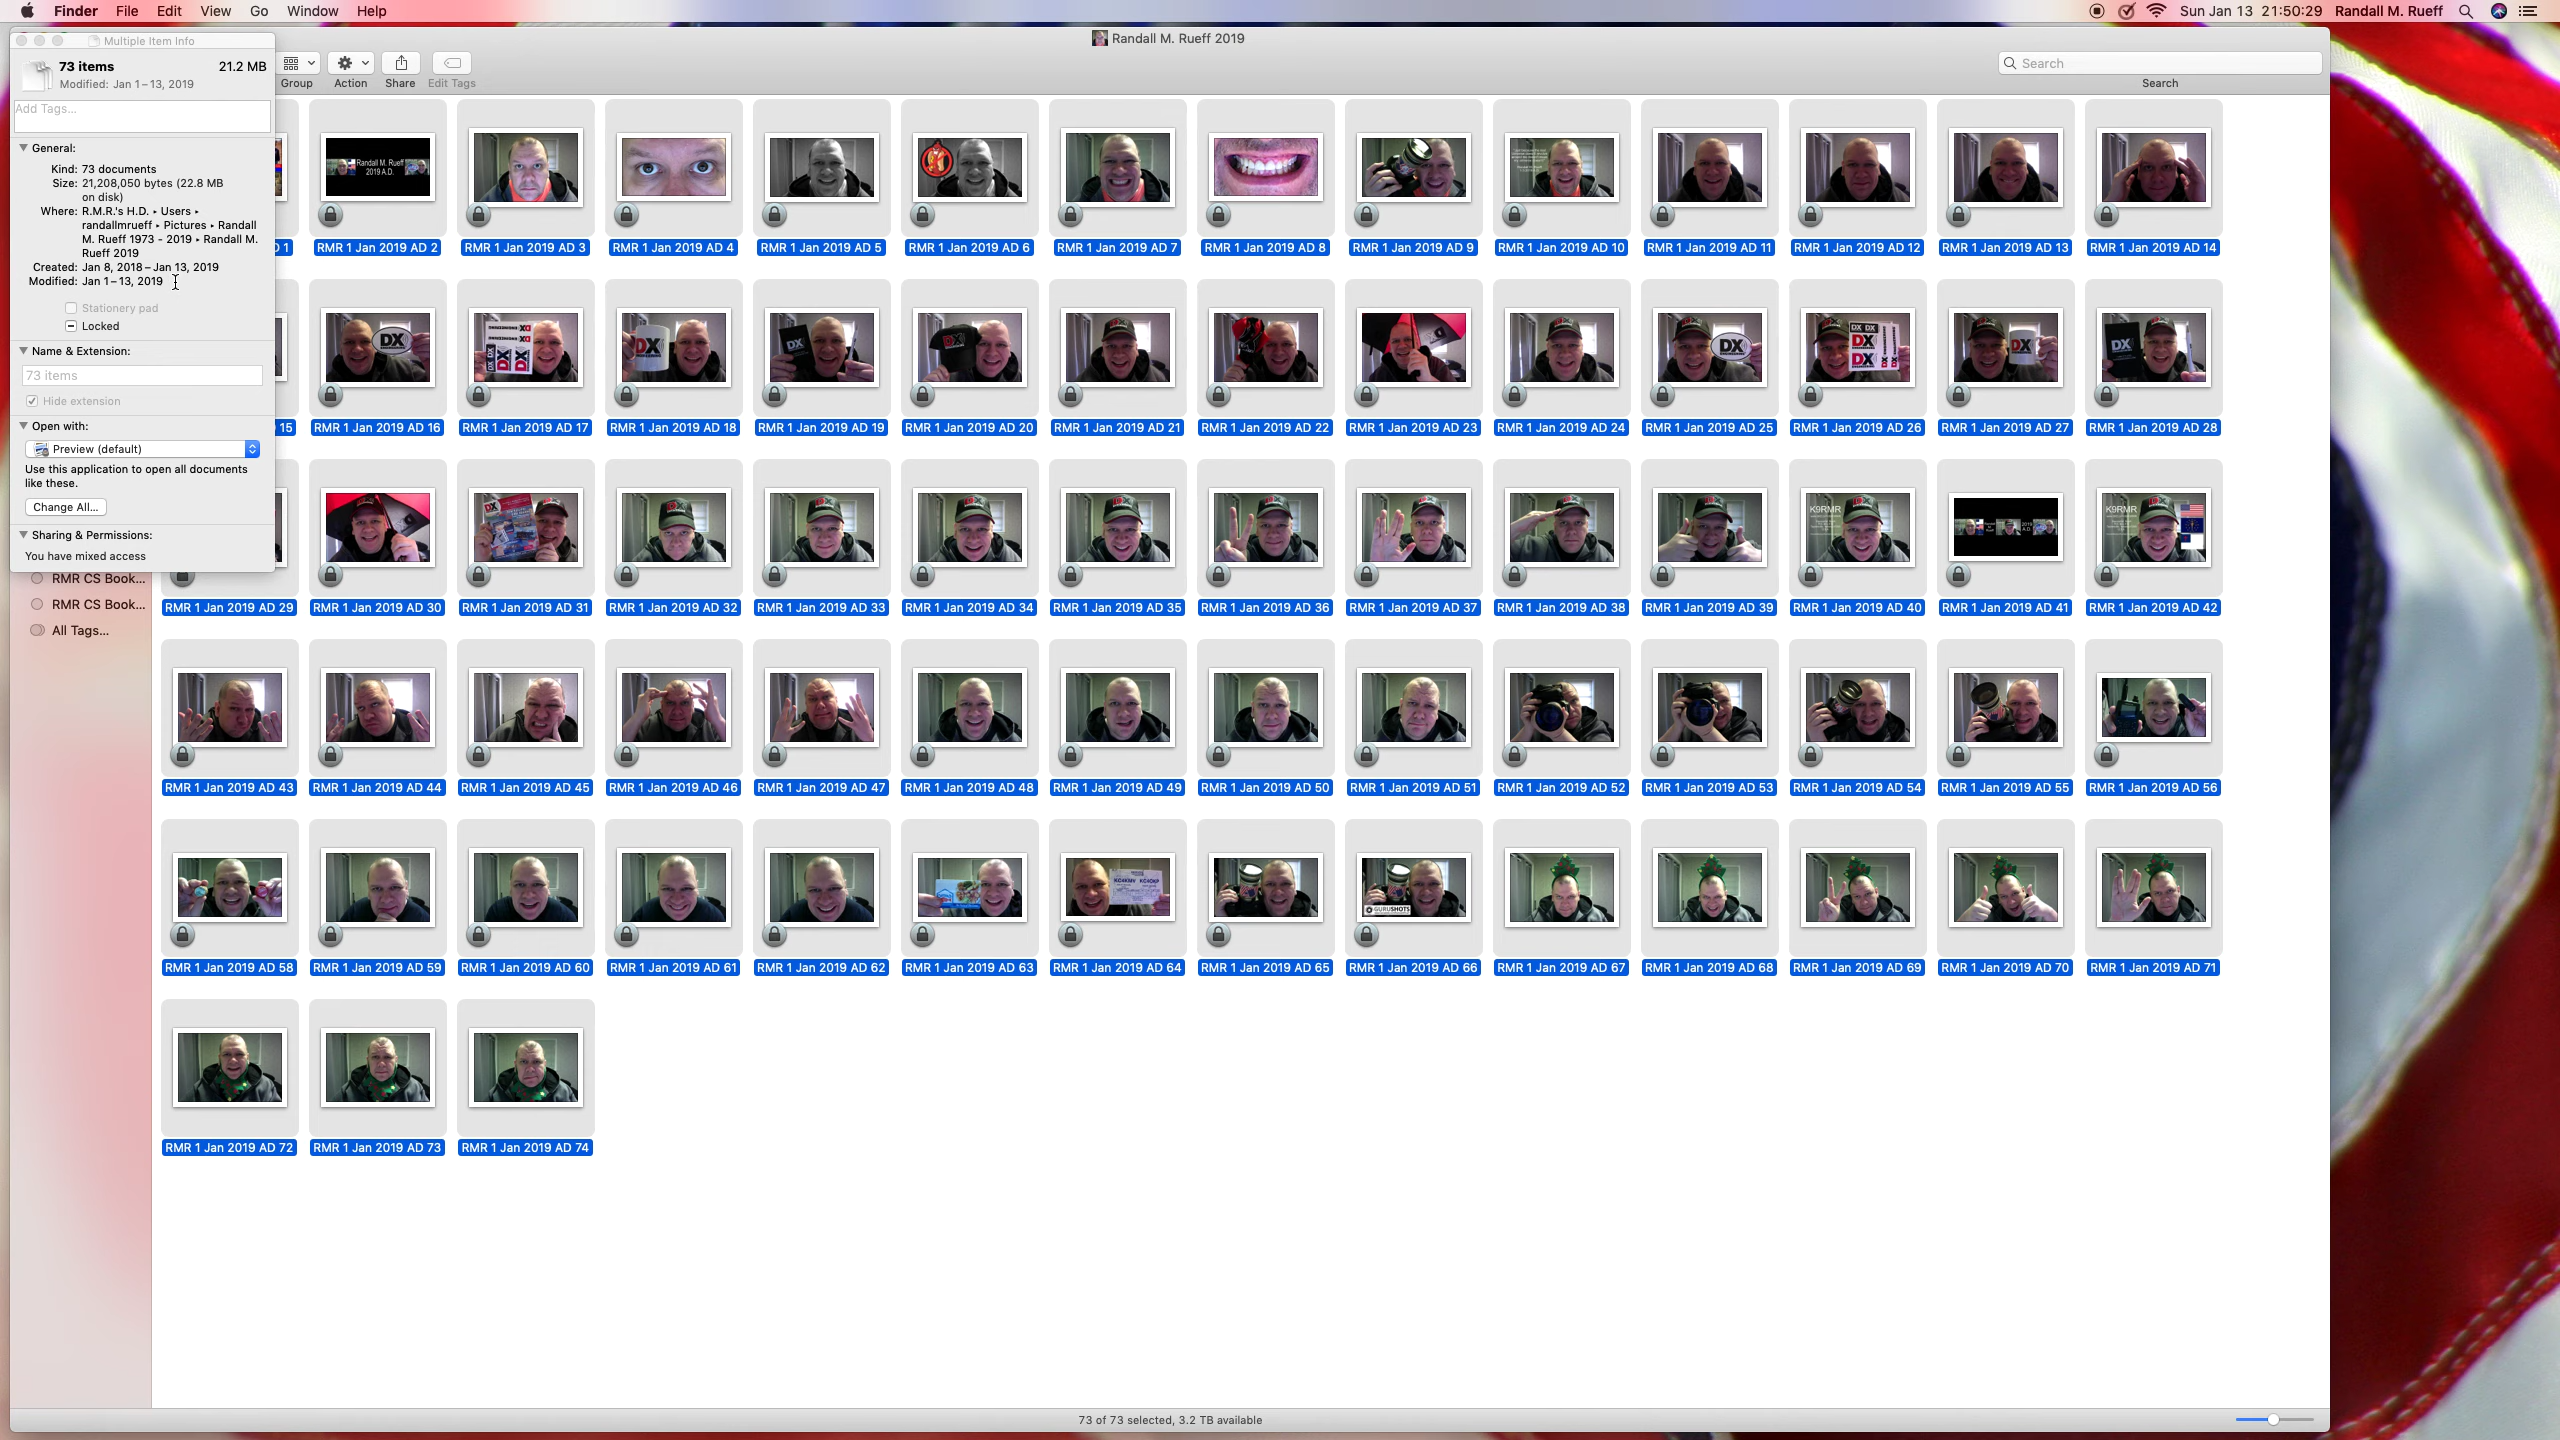 Finder File Edit View Go Window Help
Sun Jan 13 21:50:29 Randall M. Rueff
Multiple Item Info
Randall M. Rueff 2019
73 items 21.2 MB
Modified: Jan 1 – 13, 2019
Group Action Share Edit Tags
Search
Search
Add Tags...
General:
Kind: 73 documents
Size: 21,208,050 bytes (22.8 MB
on disk)
Where: R.M.R.'s H.D. ▸ Users ▸
randallmrueff ▸ Pictures ▸ Randall
M. Rueff 1973 - 2019 ▸ Randall M.
Rueff 2019
Created: Jan 8, 2018 – Jan 13, 2019
Modified: Jan 1 – 13, 2019
Stationery pad
Locked
Name & Extension:
73 items
Hide extension
Open with:
Preview (default)
Use this application to open all documents
like these.
Change All...
Sharing & Permissions:
You have mixed access
RMR CS Book...
RMR CS Book...
All Tags...
Randall M. Rueff
2019 A.D.
D 1 RMR 1 Jan 2019 AD 2 RMR 1 Jan 2019 AD 3 RMR 1 Jan 2019 AD 4 RMR 1 Jan 2019 AD 5 RMR 1 Jan 2019 AD 6 RMR 1 Jan 2019 AD 7 RMR 1 Jan 2019 AD 8 RMR 1 Jan 2019 AD 9 RMR 1 Jan 2019 AD 10 RMR 1 Jan 2019 AD 11 RMR 1 Jan 2019 AD 12 RMR 1 Jan 2019 AD 13 RMR 1 Jan 2019 AD 14
DX DX DX DX DX DX DX DX DX DX DX DX
15 RMR 1 Jan 2019 AD 16 RMR 1 Jan 2019 AD 17 RMR 1 Jan 2019 AD 18 RMR 1 Jan 2019 AD 19 RMR 1 Jan 2019 AD 20 RMR 1 Jan 2019 AD 21 RMR 1 Jan 2019 AD 22 RMR 1 Jan 2019 AD 23 RMR 1 Jan 2019 AD 24 RMR 1 Jan 2019 AD 25 RMR 1 Jan 2019 AD 26 RMR 1 Jan 2019 AD 27 RMR 1 Jan 2019 AD 28
DX K9RMR K9RMR
RMR 1 Jan 2019 AD 29 RMR 1 Jan 2019 AD 30 RMR 1 Jan 2019 AD 31 RMR 1 Jan 2019 AD 32 RMR 1 Jan 2019 AD 33 RMR 1 Jan 2019 AD 34 RMR 1 Jan 2019 AD 35 RMR 1 Jan 2019 AD 36 RMR 1 Jan 2019 AD 37 RMR 1 Jan 2019 AD 38 RMR 1 Jan 2019 AD 39 RMR 1 Jan 2019 AD 40 RMR 1 Jan 2019 AD 41 RMR 1 Jan 2019 AD 42
RMR 1 Jan 2019 AD 43 RMR 1 Jan 2019 AD 44 RMR 1 Jan 2019 AD 45 RMR 1 Jan 2019 AD 46 RMR 1 Jan 2019 AD 47 RMR 1 Jan 2019 AD 48 RMR 1 Jan 2019 AD 49 RMR 1 Jan 2019 AD 50 RMR 1 Jan 2019 AD 51 RMR 1 Jan 2019 AD 52 RMR 1 Jan 2019 AD 53 RMR 1 Jan 2019 AD 54 RMR 1 Jan 2019 AD 55 RMR 1 Jan 2019 AD 56
GURUSHOTS
RMR 1 Jan 2019 AD 58 RMR 1 Jan 2019 AD 59 RMR 1 Jan 2019 AD 60 RMR 1 Jan 2019 AD 61 RMR 1 Jan 2019 AD 62 RMR 1 Jan 2019 AD 63 RMR 1 Jan 2019 AD 64 RMR 1 Jan 2019 AD 65 RMR 1 Jan 2019 AD 66 RMR 1 Jan 2019 AD 67 RMR 1 Jan 2019 AD 68 RMR 1 Jan 2019 AD 69 RMR 1 Jan 2019 AD 70 RMR 1 Jan 2019 AD 71
RMR 1 Jan 2019 AD 72 RMR 1 Jan 2019 AD 73 RMR 1 Jan 2019 AD 74
73 of 73 selected, 3.2 TB available